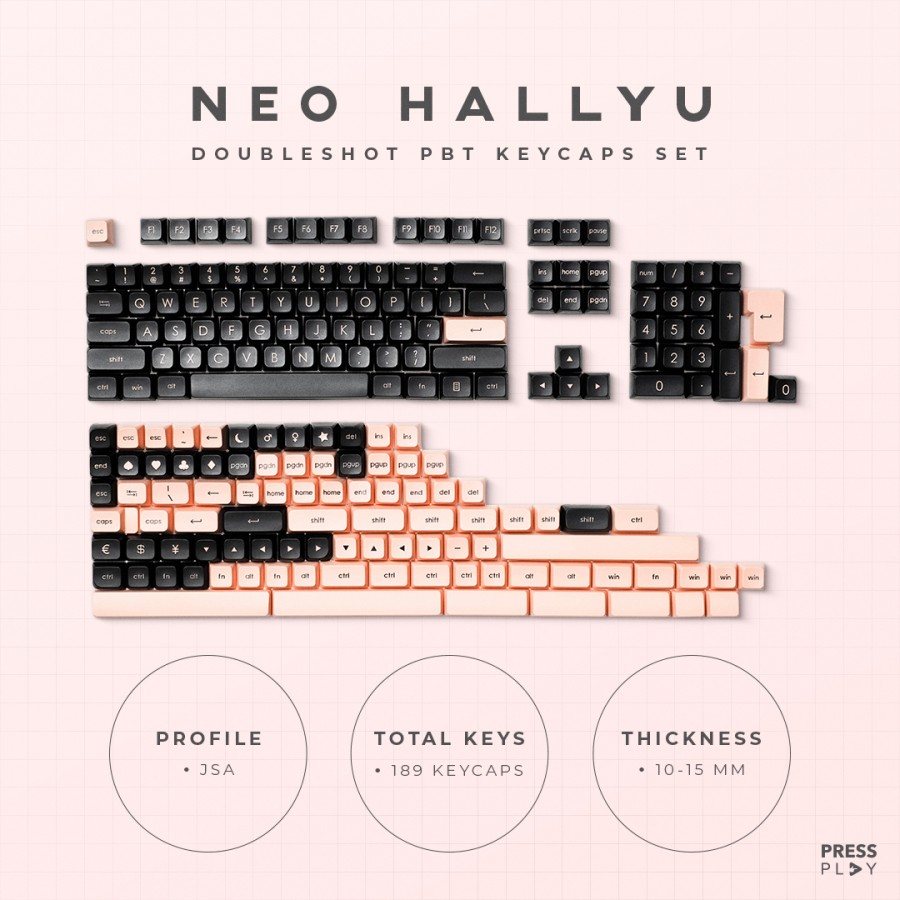 NEO HALLYU
DOUBLESHOT PBT KEYCAPS SET
esc F1 F2 F3 F4 F5 F6 F7 F8 F9 F10 F11 F12 prtsc scrlk pause
1 2 3 4 5 6 7 8 9 0 - = ← ins home pgup num / * −
@ # $ % ^ & * ( )
Q W E R T Y U I O P [ ] \ del end pgdn 7 8 9 +
caps A S D F G H J K L ; " ↵ 4 5 6
shift Z X C V B N M < > ?/ shift ▲ 1 2 3 ↵ ↵
ctrl win alt alt fn ctrl ◄ ▼ ► 0 . 0
esc esc esc ← del ins ins
end ♠ ♥ ♣ ♦ pgdn pgdn pgdn pgdn pgup pgup pgup pgup
esc \ ← home home home end end end del del
caps caps ↵ ↵ shift shift shift shift shift shift shift ctrl
€ $ ¥ ▼ ▲ ◄ ► ► ▼ ▲ ◄ ► − +
ctrl ctrl fn alt fn alt fn ctrl ctrl ctrl ctrl alt alt win fn win win win
PROFILE
• JSA
TOTAL KEYS
• 189 KEYCAPS
THICKNESS
• 10-15 MM
PRESS
PLAY